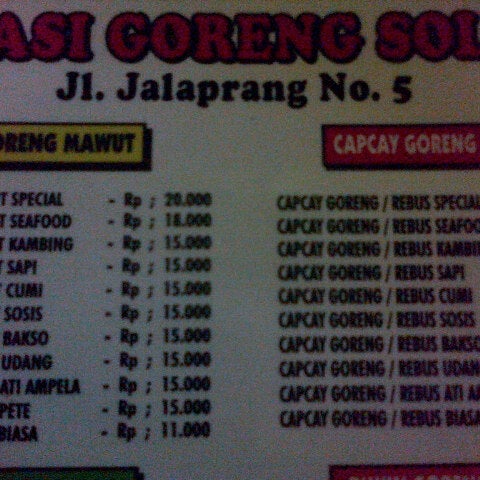 ASI GORENG SOL
Jl. Jalaprang No. 5
ORENG MAWUT
T SPECIAL - Rp ; 20.000
T SEAFOOD - Rp ; 18.000
T KAMBING - Rp ; 15.000
T SAPI - Rp ; 15.000
T CUMI - Rp ; 15.000
SOSIS - Rp ; 15.000
BAKSO - Rp ; 15.000
UDANG - Rp ; 15.000
ATI AMPELA - Rp ; 15.000
PETE - Rp ; 15.000
BIASA - Rp ; 11.000
CAPCAY GORENG
CAPCAY GORENG / REBUS SPECIAL
CAPCAY GORENG / REBUS SEAFOO
CAPCAY GORENG / REBUS KAMBIN
CAPCAY GORENG / REBUS SAPI
CAPCAY GORENG / REBUS CUMI
CAPCAY GORENG / REBUS SOSIS
CAPCAY GORENG / REBUS BAKSO
CAPCAY GORENG / REBUS UDAN
CAPCAY GORENG / REBUS ATI A
CAPCAY GORENG / REBUS BIASA